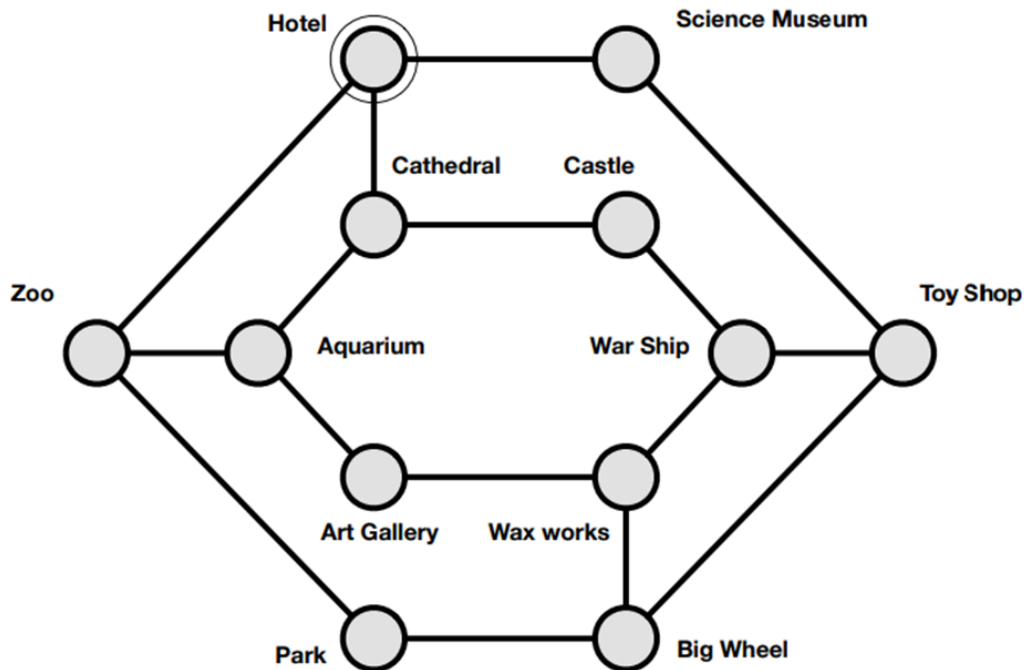 Hotel
Science Museum
Cathedral
Castle
Zoo
Toy Shop
Aquarium
War Ship
Art Gallery
Wax works
Park
Big Wheel